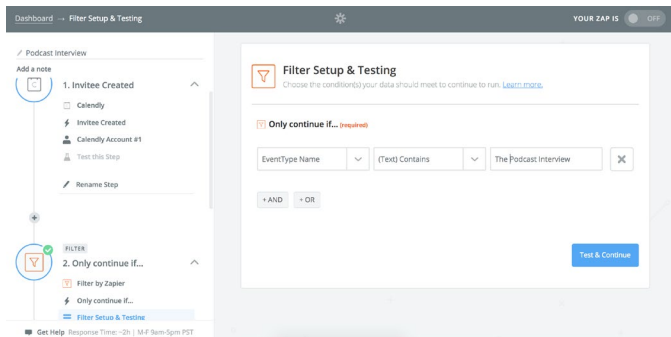 Dashboard → Filter Setup & Testing
YOUR ZAP IS OFF
Podcast Interview
Add a note
C
1. Invitee Created
Calendly
Invitee Created
Calendly Account #1
Test this Step
Rename Step
+
FILTER
2. Only continue if...
Filter by Zapier
Only continue if...
Filter Setup & Testing
Get Help Response Time: ~2h | M-F 9am-5pm PST
Filter Setup & Testing
Choose the condition(s) your data should meet to continue to run. Learn more.
Only continue if... (required)
EventType Name
(Text) Contains
The Podcast Interview
+ AND
+ OR
Test & Continue